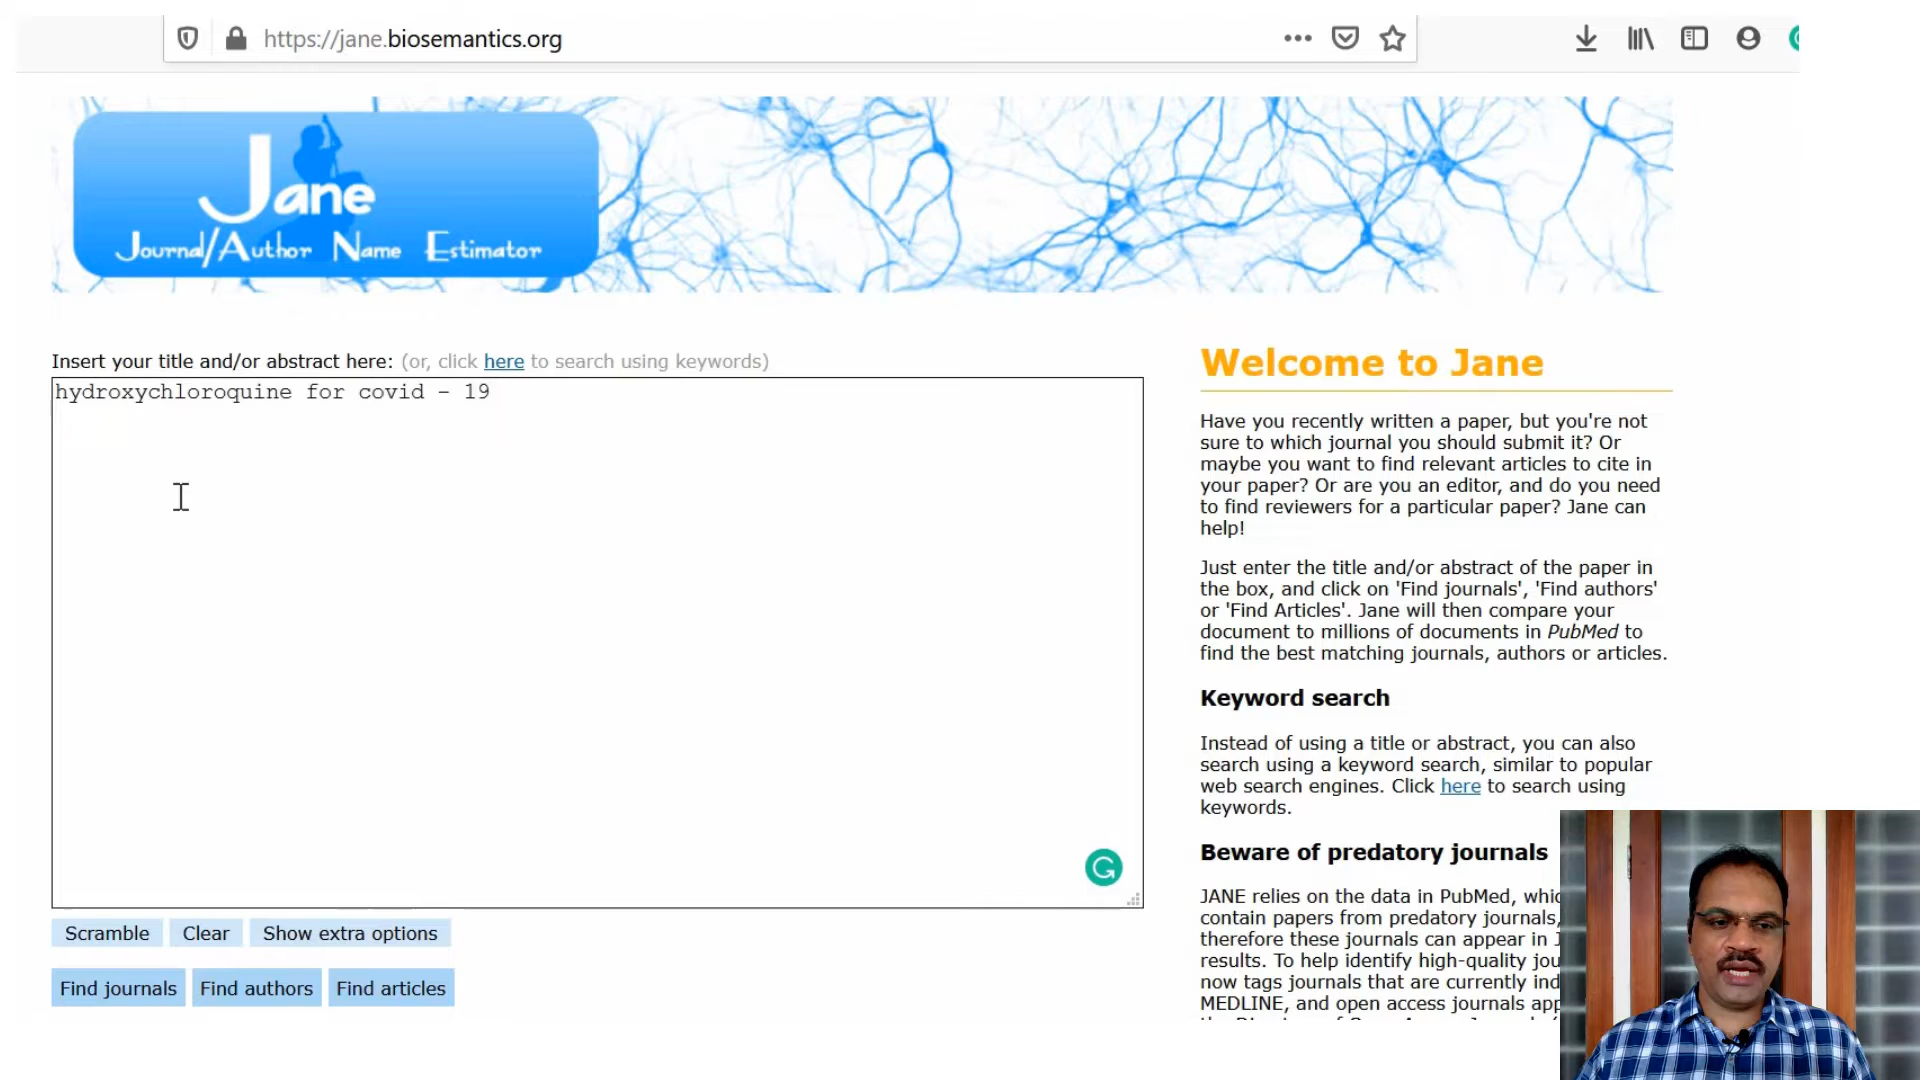 https://jane.biosemantics.org
Jane
Journal/Author Name Estimator
Insert your title and/or abstract here: (or, click here to search using keywords)
hydroxychloroquine for covid - 19
Scramble Clear Show extra options
Find journals Find authors Find articles
Welcome to Jane
Have you recently written a paper, but you're not
sure to which journal you should submit it? Or
maybe you want to find relevant articles to cite in
your paper? Or are you an editor, and do you need
to find reviewers for a particular paper? Jane can
help!
Just enter the title and/or abstract of the paper in
the box, and click on 'Find journals', 'Find authors'
or 'Find Articles'. Jane will then compare your
document to millions of documents in PubMed to
find the best matching journals, authors or articles.
Keyword search
Instead of using a title or abstract, you can also
search using a keyword search, similar to popular
web search engines. Click here to search using
keywords.
Beware of predatory journals
JANE relies on the data in PubMed,
contain papers from predatory journals,
therefore these journals can appear in
results. To help identify high-quality
now tags journals that are currently
MEDLINE, and open access journals